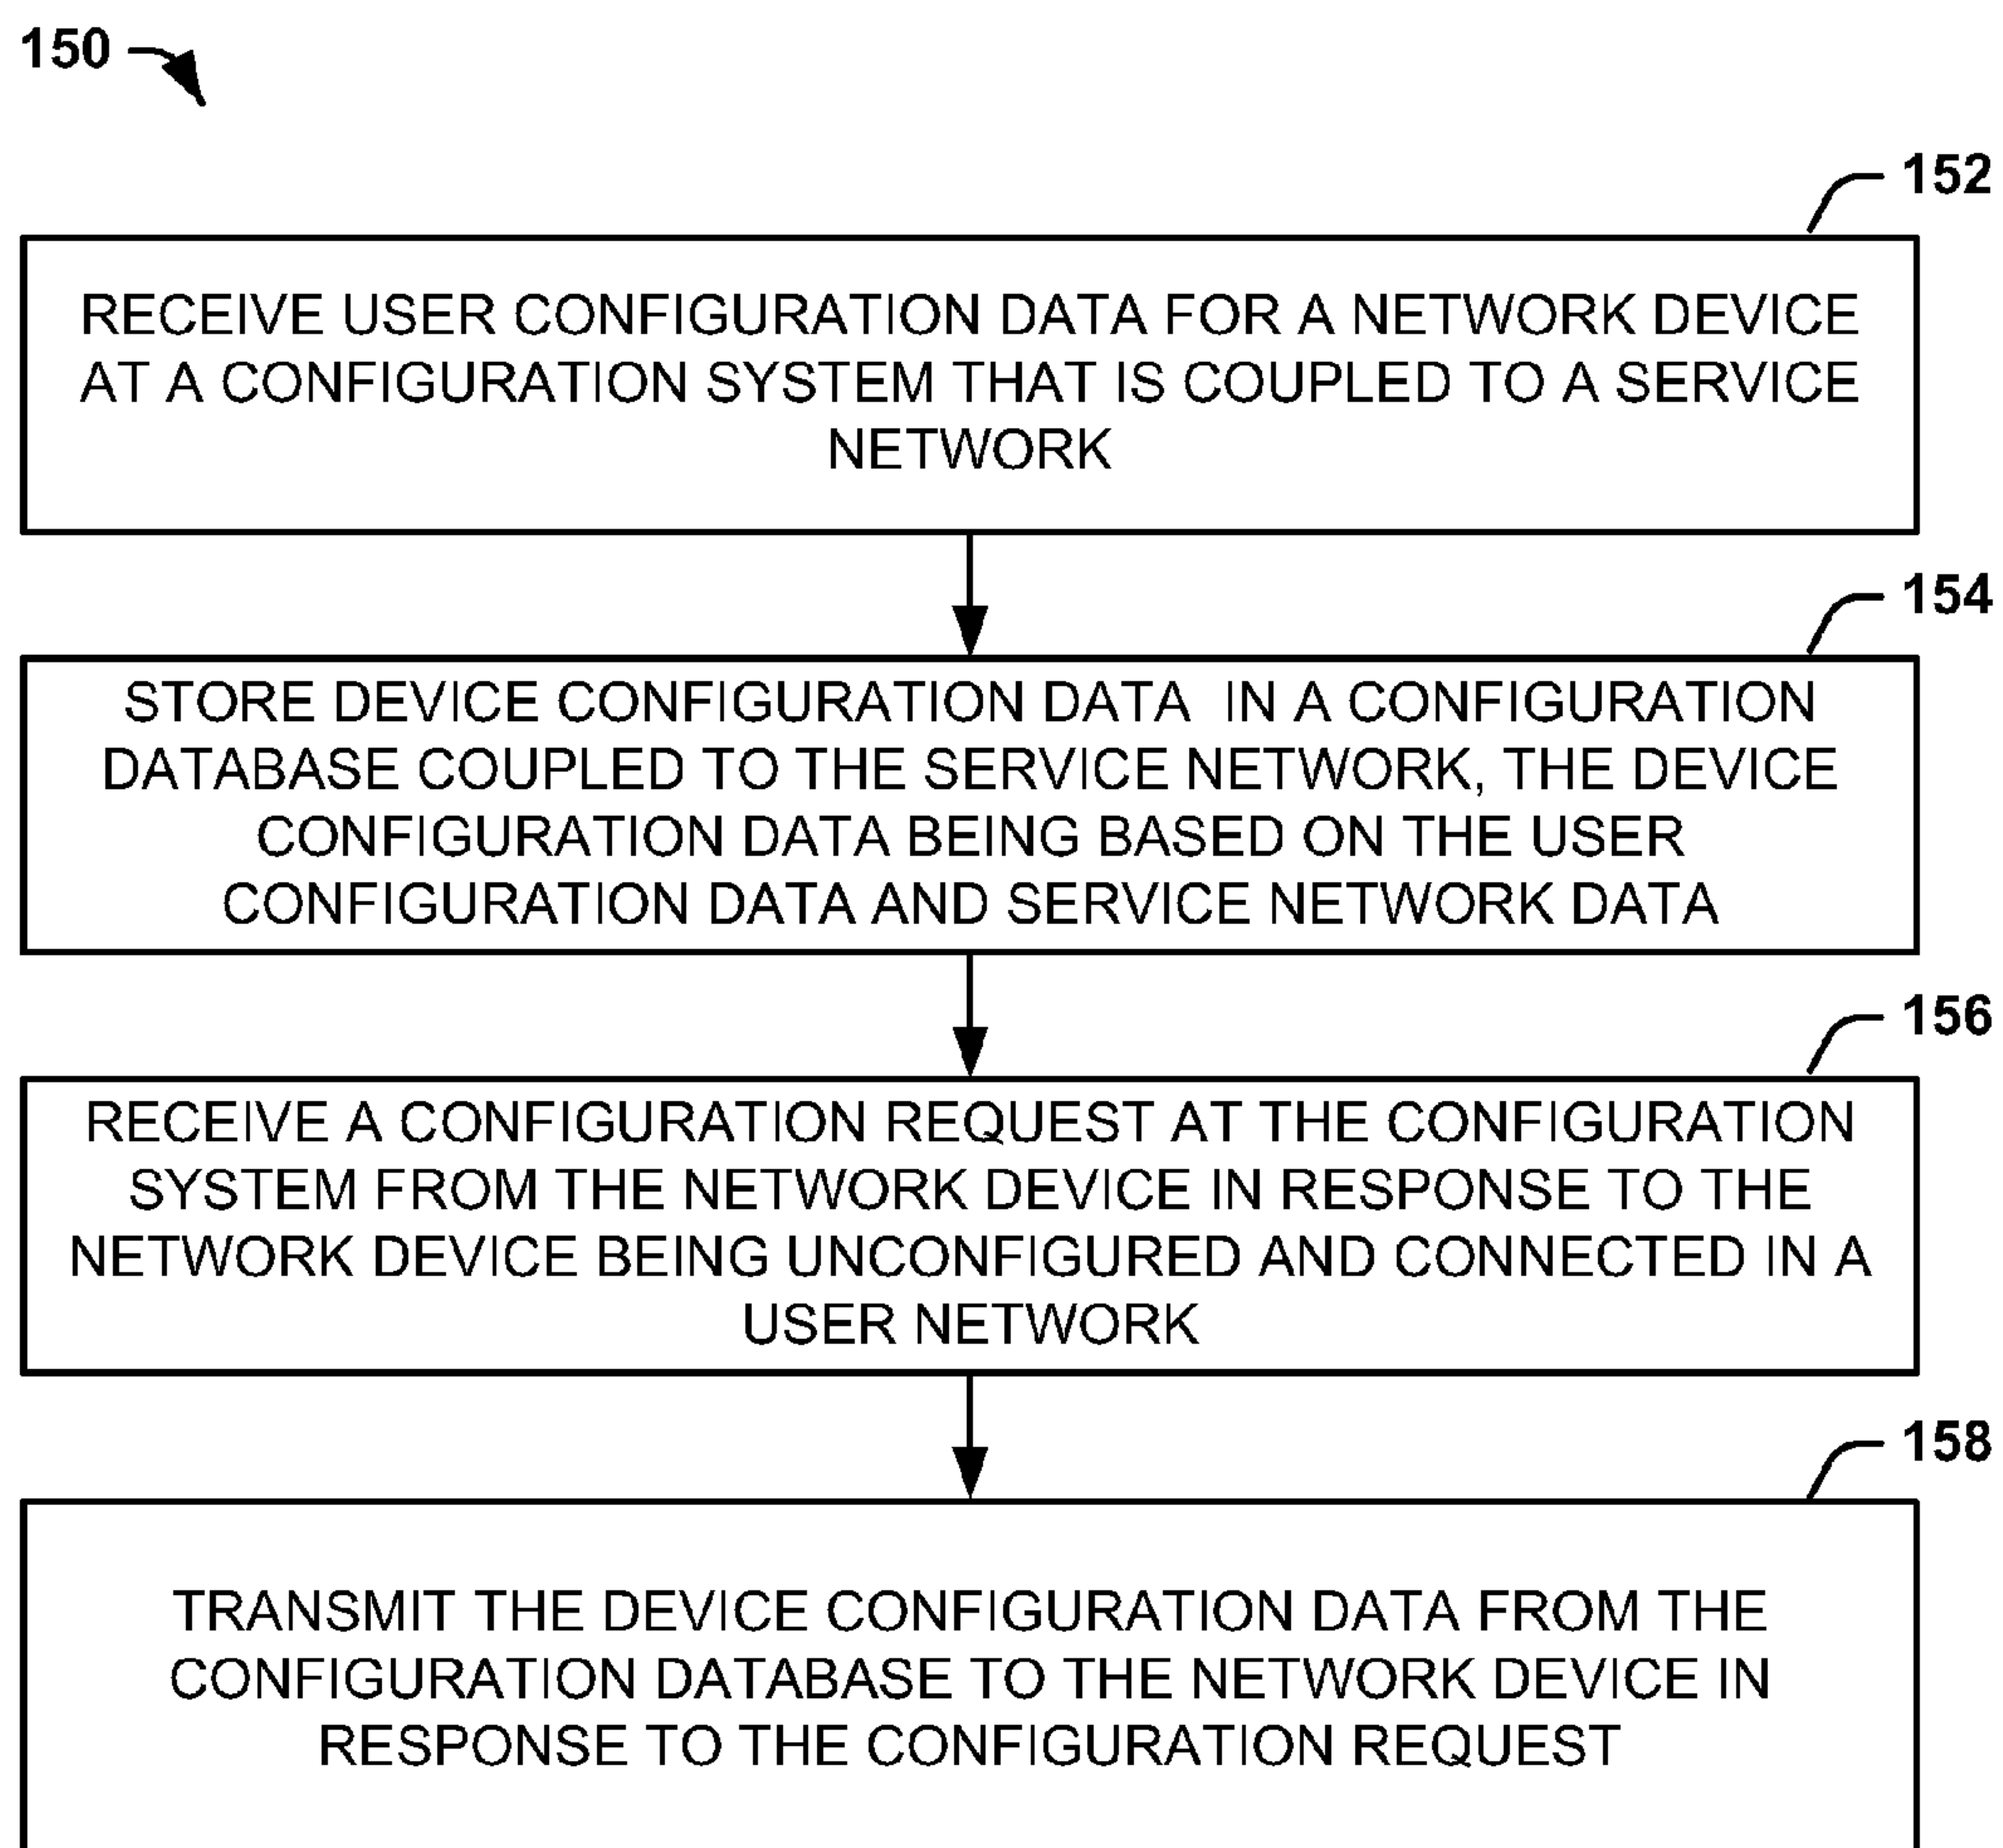 150
152
RECEIVE USER CONFIGURATION DATA FOR A NETWORK DEVICE
AT A CONFIGURATION SYSTEM THAT IS COUPLED TO A SERVICE
NETWORK
154
STORE DEVICE CONFIGURATION DATA IN A CONFIGURATION
DATABASE COUPLED TO THE SERVICE NETWORK, THE DEVICE
CONFIGURATION DATA BEING BASED ON THE USER
CONFIGURATION DATA AND SERVICE NETWORK DATA
156
RECEIVE A CONFIGURATION REQUEST AT THE CONFIGURATION
SYSTEM FROM THE NETWORK DEVICE IN RESPONSE TO THE
NETWORK DEVICE BEING UNCONFIGURED AND CONNECTED IN A
USER NETWORK
158
TRANSMIT THE DEVICE CONFIGURATION DATA FROM THE
CONFIGURATION DATABASE TO THE NETWORK DEVICE IN
RESPONSE TO THE CONFIGURATION REQUEST